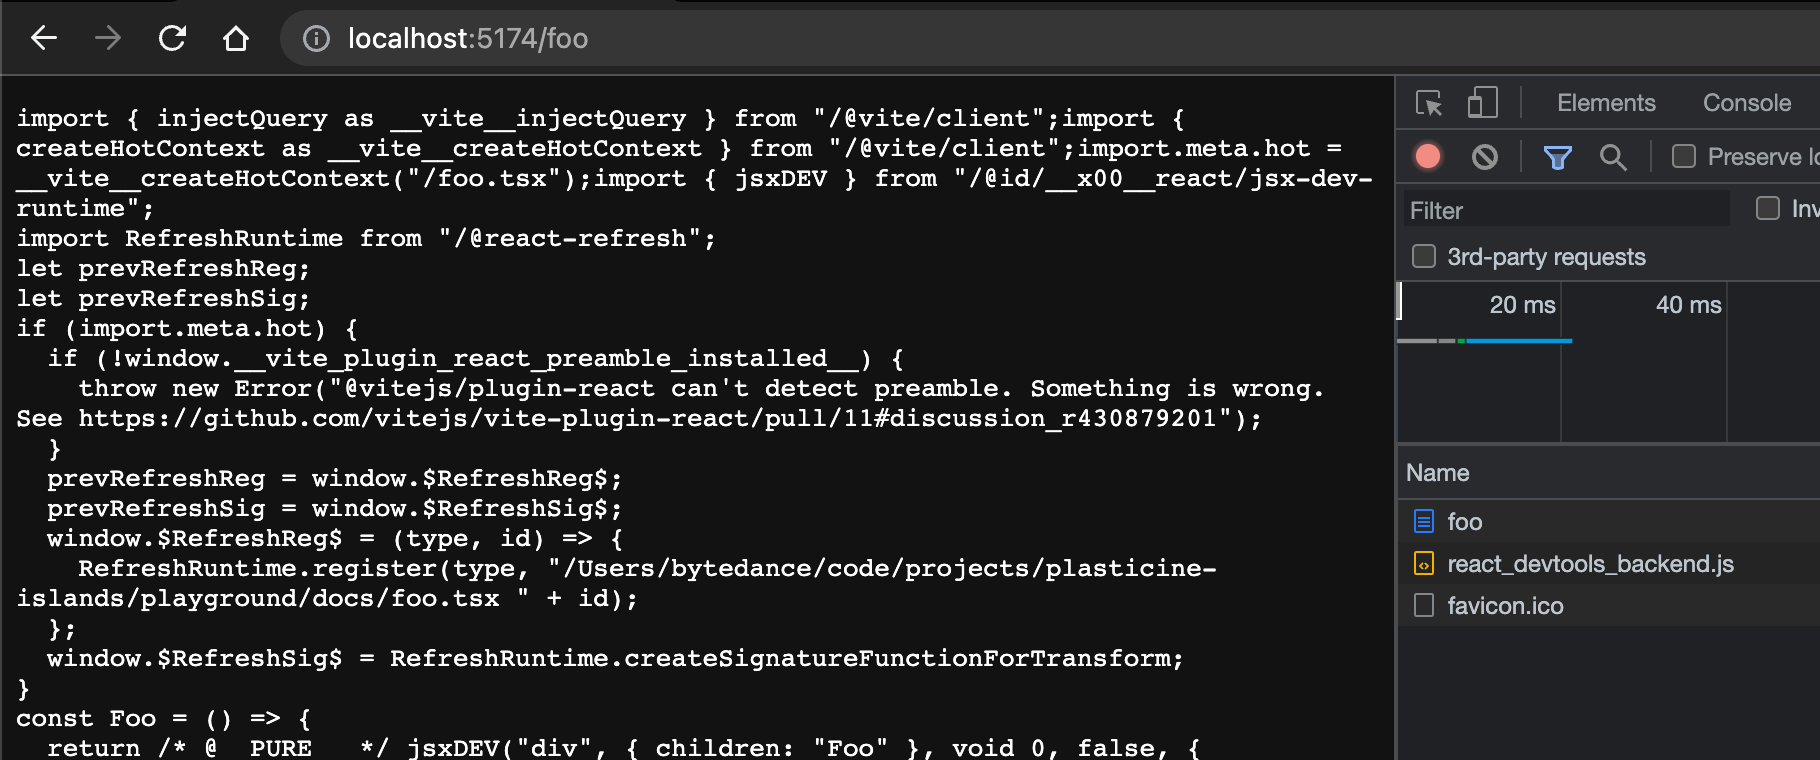 localhost:5174/foo
import { injectQuery as __vite__injectQuery } from "/@vite/client";import {
createHotContext as __vite__createHotContext } from "/@vite/client";import.meta.hot =
__vite__createHotContext("/foo.tsx");import { jsxDEV } from "/@id/__x00__react/jsx-dev-
runtime";
import RefreshRuntime from "/@react-refresh";
let prevRefreshReg;
let prevRefreshSig;
if (import.meta.hot) {
  if (!window.__vite_plugin_react_preamble_installed__) {
    throw new Error("@vitejs/plugin-react can't detect preamble. Something is wrong.
See https://github.com/vitejs/vite-plugin-react/pull/11#discussion_r430879201");
  }
  prevRefreshReg = window.$RefreshReg$;
  prevRefreshSig = window.$RefreshSig$;
  window.$RefreshReg$ = (type, id) => {
    RefreshRuntime.register(type, "/Users/bytedance/code/projects/plasticine-
islands/playground/docs/foo.tsx " + id);
  };
  window.$RefreshSig$ = RefreshRuntime.createSignatureFunctionForTransform;
}
const Foo = () => {
  return /* @__PURE__ */ jsxDEV("div", { children: "Foo" }, void 0, false, {
Elements
Console
Preserve lo
Filter
Inv
3rd-party requests
20 ms
40 ms
Name
foo
react_devtools_backend.js
favicon.ico